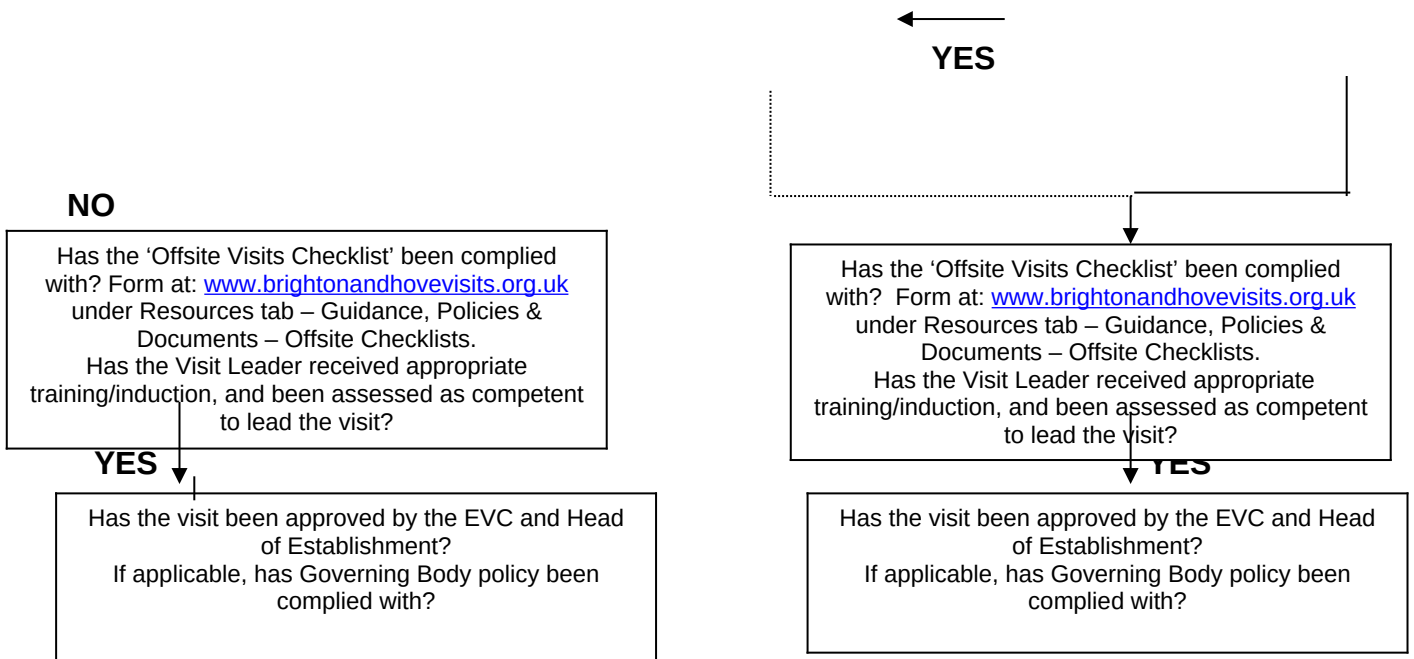 YES
NO
Has the ‘Offsite Visits Checklist’ been complied
with? Form at: www.brightonandhovevisits.org.uk
under Resources tab – Guidance, Policies &
Documents – Offsite Checklists.
Has the Visit Leader received appropriate
training/induction, and been assessed as competent
to lead the visit?
YES
Has the visit been approved by the EVC and Head
of Establishment?
If applicable, has Governing Body policy been
complied with?
Has the ‘Offsite Visits Checklist’ been complied
with?  Form at: www.brightonandhovevisits.org.uk
under Resources tab – Guidance, Policies &
Documents – Offsite Checklists.
Has the Visit Leader received appropriate
training/induction, and been assessed as competent
to lead the visit?
YES
Has the visit been approved by the EVC and Head
of Establishment?
If applicable, has Governing Body policy been
complied with?